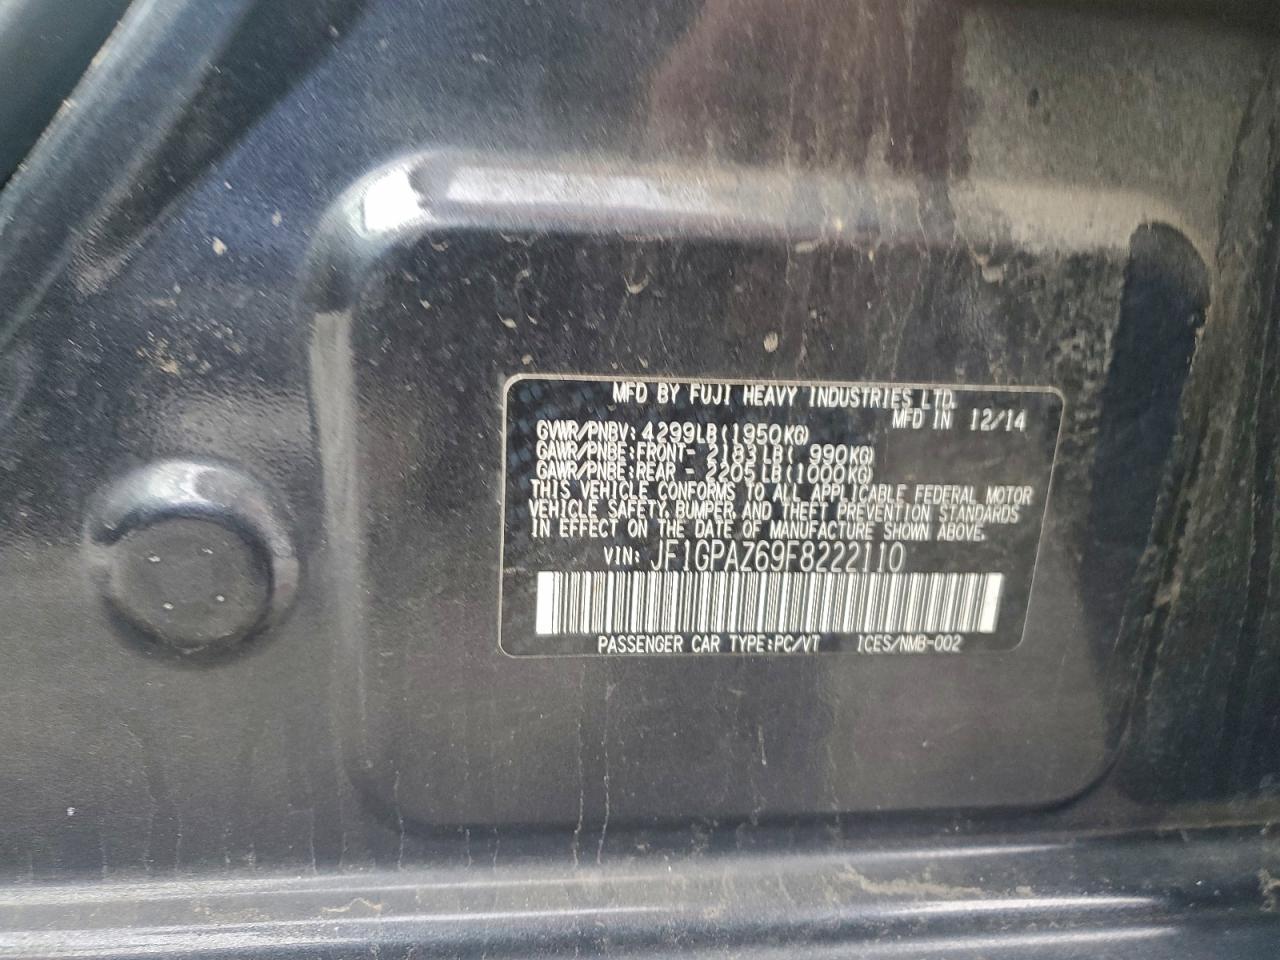 MFD BY FUJI HEAVY INDUSTRIES LTD.
MFD IN 12/14
GVWR/PNBV: 4299LB(1950KG)
GAWR/PNBE:FRONT- 2183LB( 990KG)
GAWR/PNBE:REAR - 2205LB(1000KG)
THIS VEHICLE CONFORMS TO ALL APPLICABLE FEDERAL MOTOR
VEHICLE SAFETY, BUMPER, AND THEFT PREVENTION STANDARDS
IN EFFECT ON THE DATE OF MANUFACTURE SHOWN ABOVE.
VIN: JF1GPAZ69F8222110
PASSENGER CAR TYPE:PC/VT ICES/NMB-002